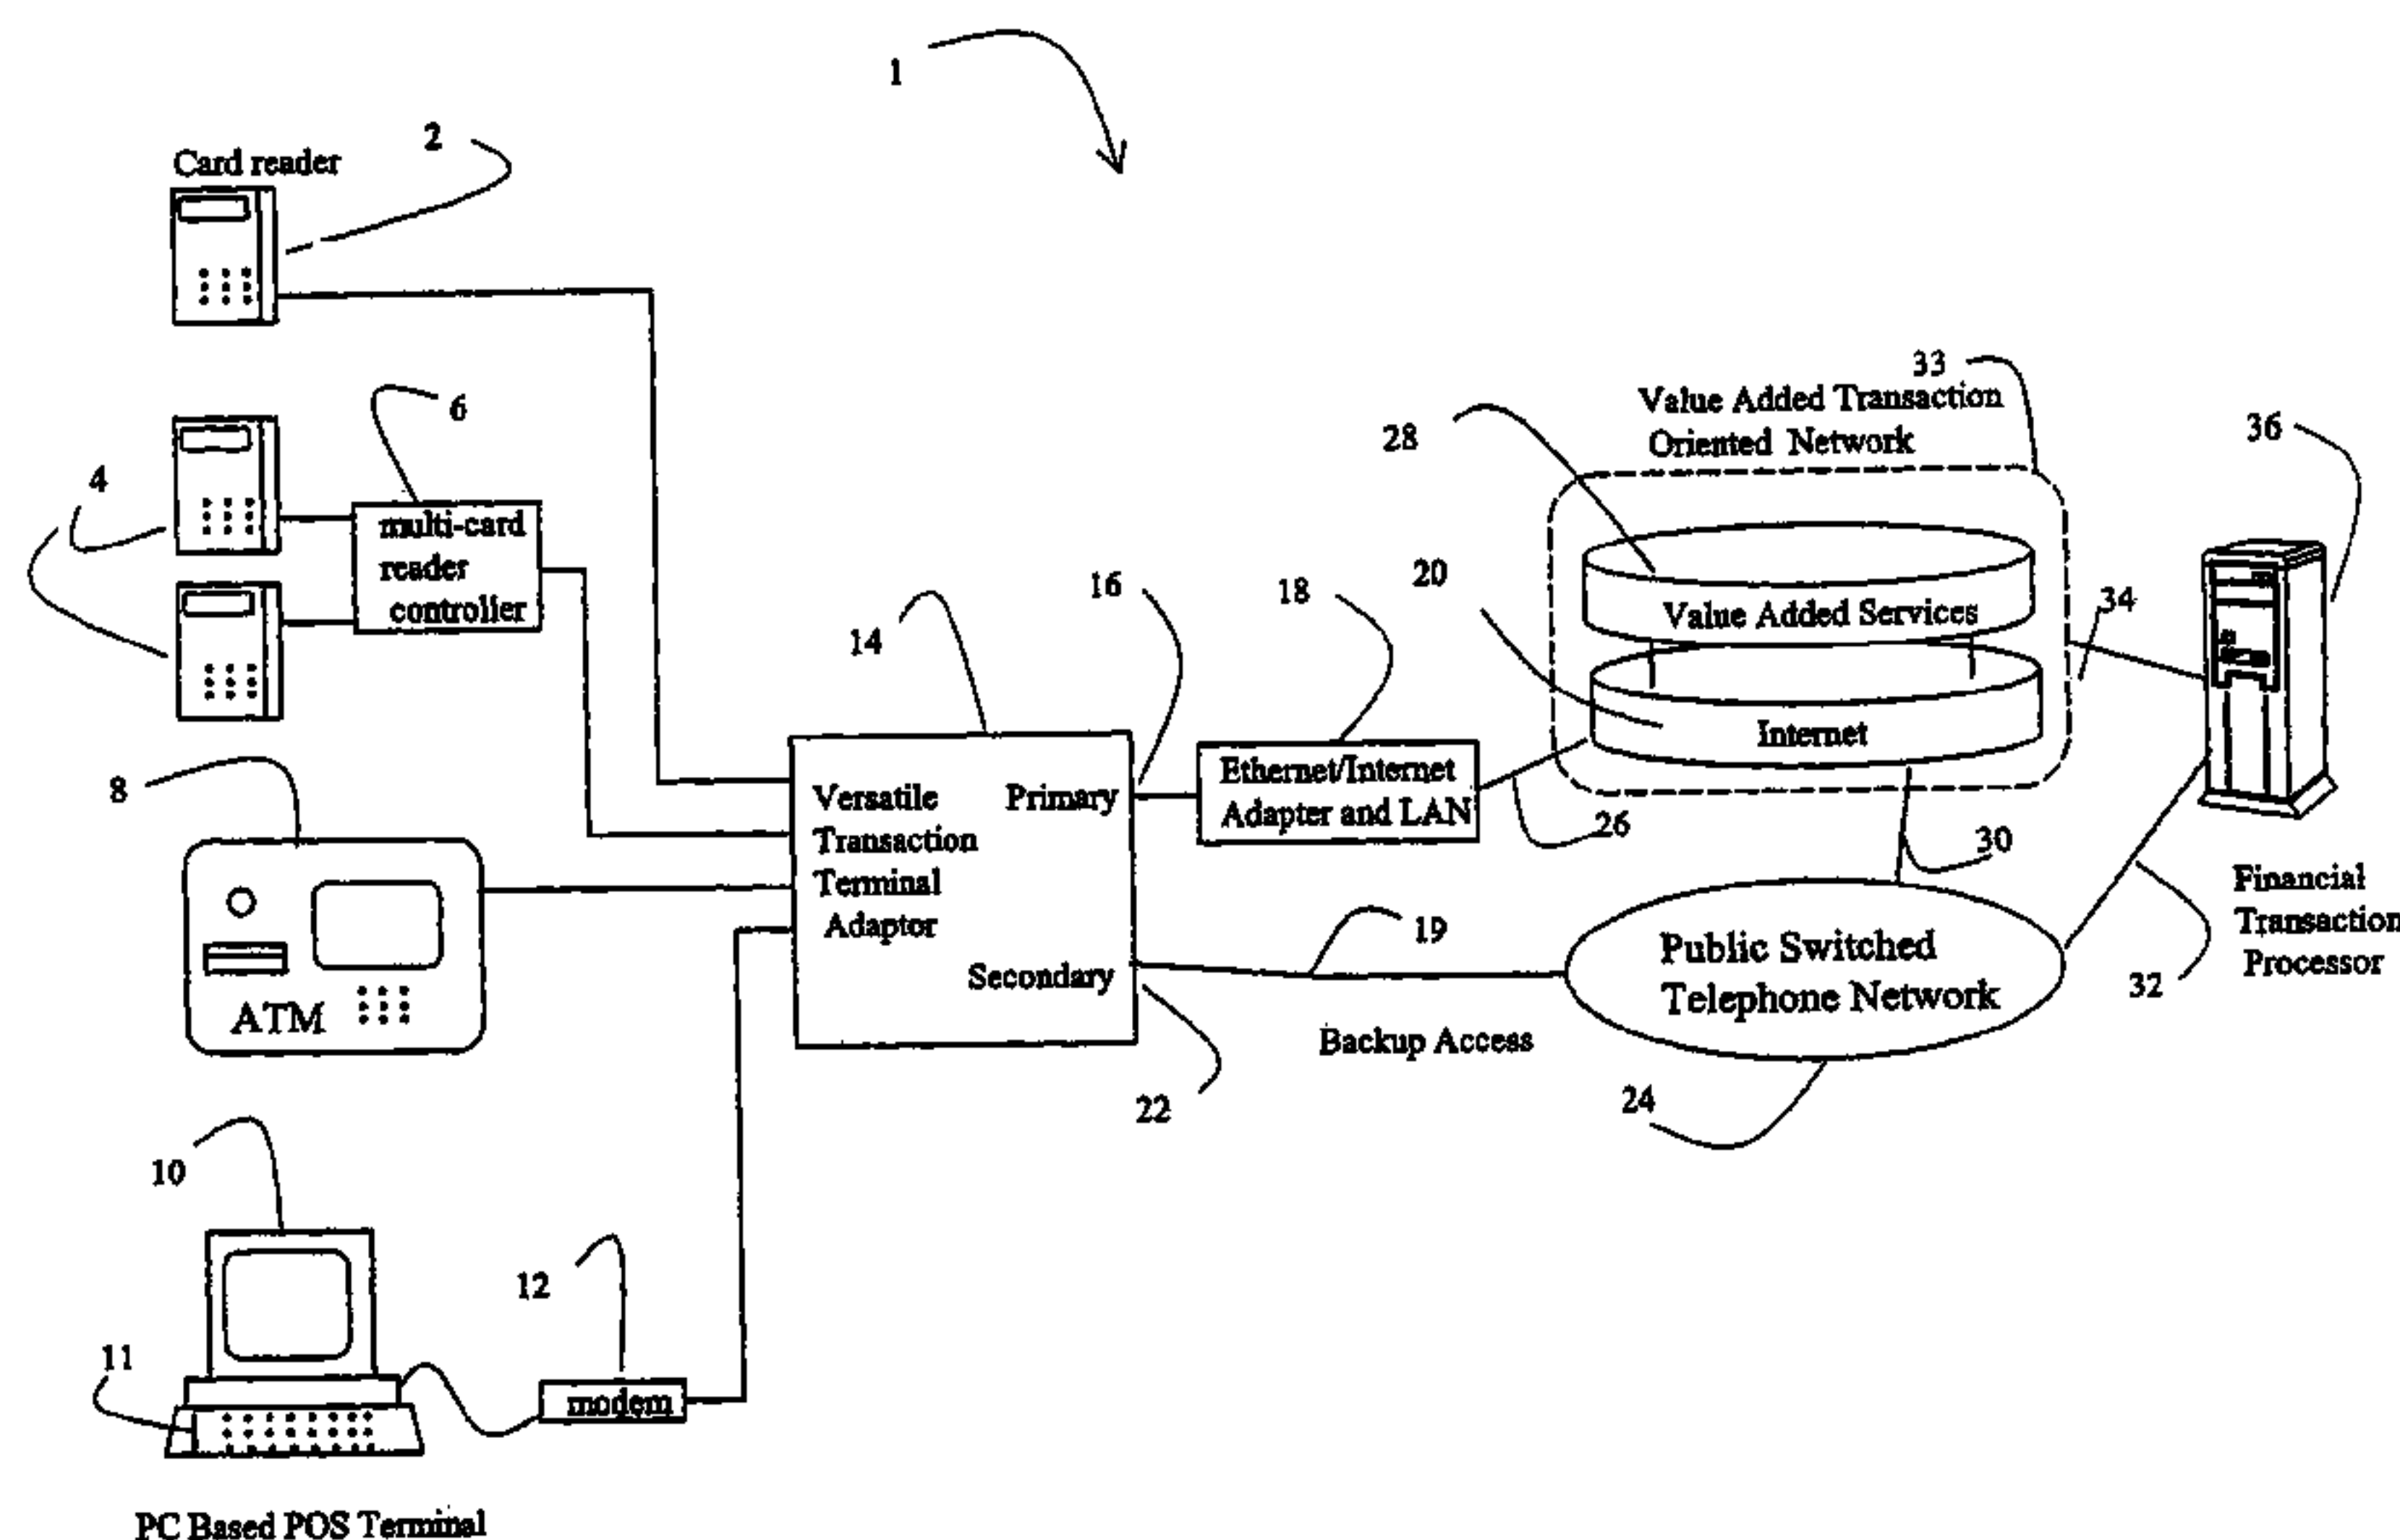 1
2
Card reader
33
Value Added Transaction
Oriented Network
6
28
36
4
multi-card
reader
controller
16
18
20
34
Value Added Services
14
Internet
8
Versatile
Transaction
Terminal
Adaptor
Primary
Ethernet/Internet
Adapter and LAN
26
30
Secondary
19
Public Switched
Telephone Network
Financial
Transaction
Processor
32
ATM
Backup Access
22
24
10
12
11
modem
PC Based POS Terminal